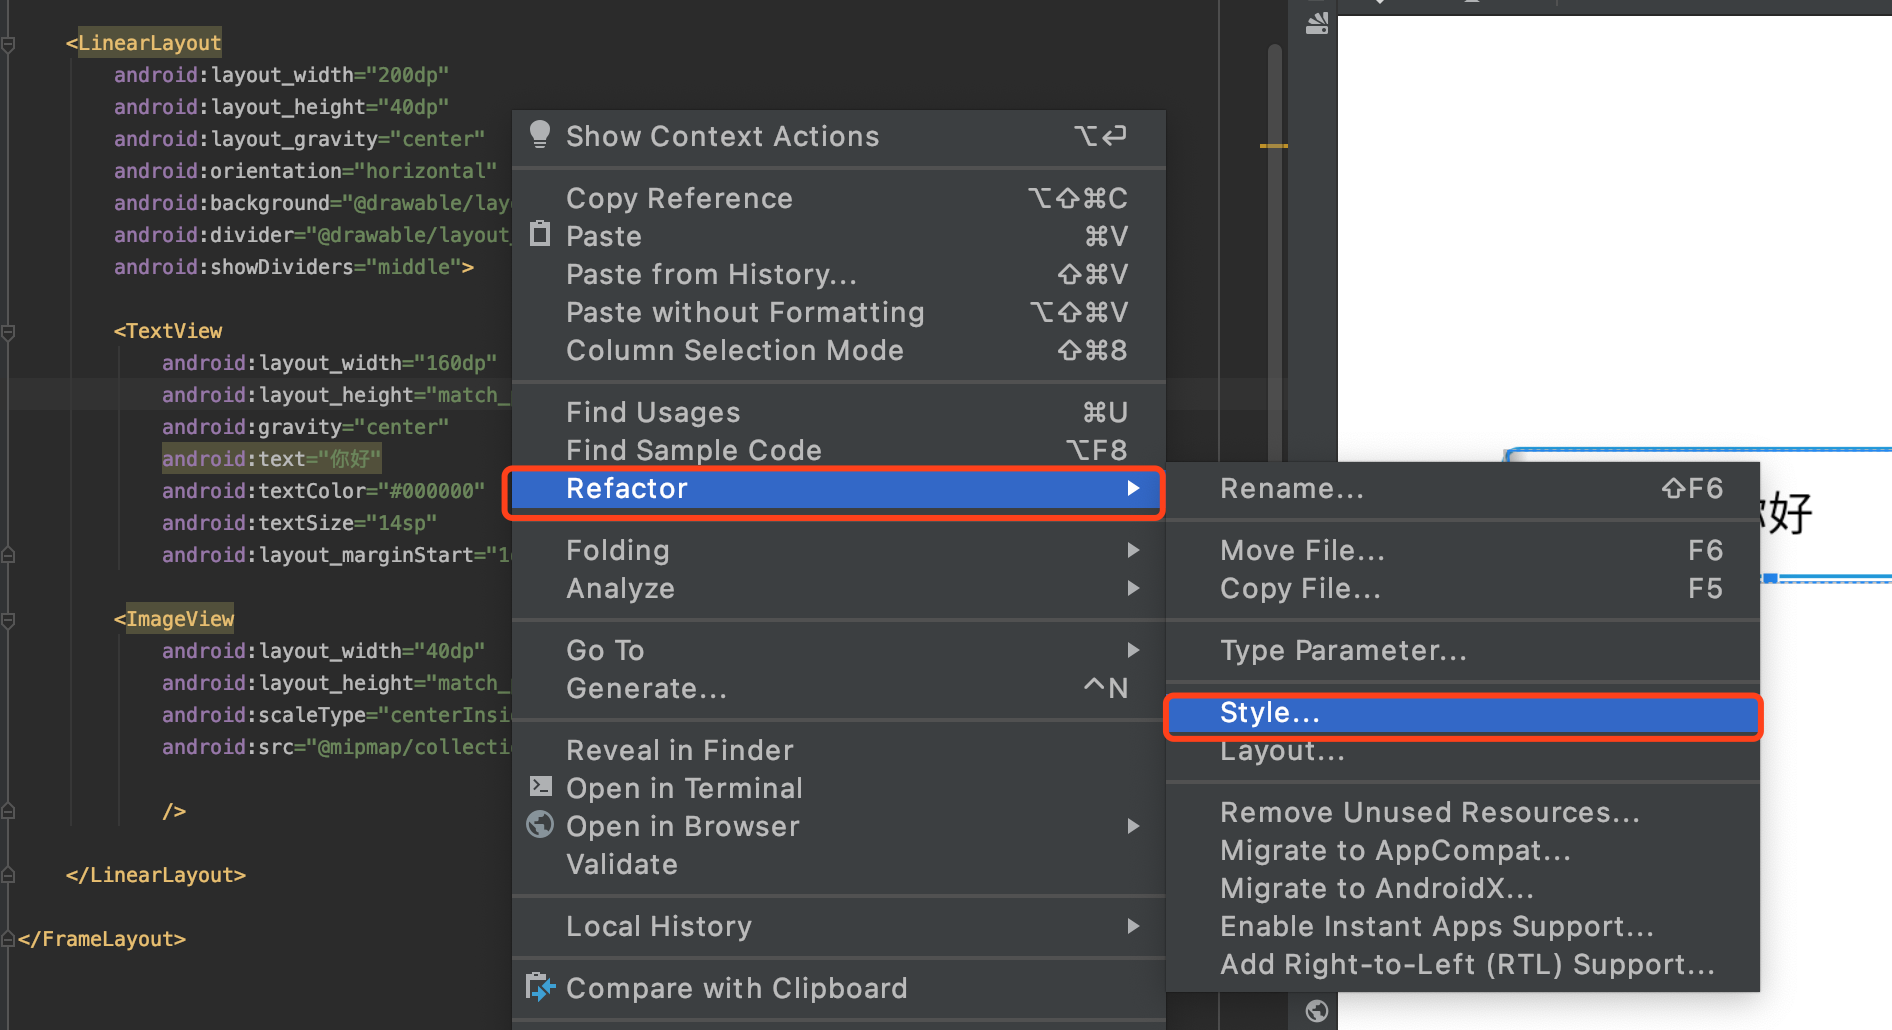 <LinearLayout
android:layout_width="200dp"
android:layout_height="40dp"
android:layout_gravity="center"
android:orientation="horizontal"
android:background="@drawable/lay
android:divider="@drawable/layout_
android:showDividers="middle">
<TextView
android:layout_width="160dp"
android:layout_height="match_
android:gravity="center"
android:text="你好"
android:textColor="#000000"
android:textSize="14sp"
android:layout_marginStart="1
<ImageView
android:layout_width="40dp"
android:layout_height="match_
android:scaleType="centerInsi
android:src="@mipmap/collecti
/>
</LinearLayout>
</FrameLayout>
Show Context Actions ⌥⏎
Copy Reference ⌥⇧⌘C
Paste ⌘V
Paste from History... ⇧⌘V
Paste without Formatting ⌥⇧⌘V
Column Selection Mode ⇧⌘8
Find Usages ⌘U
Find Sample Code ⌥F8
Refactor
Folding
Analyze
Go To
Generate... ^N
Reveal in Finder
Open in Terminal
Open in Browser
Validate
Local History
Compare with Clipboard
Rename... ⇧F6
Move File... F6
Copy File... F5
Type Parameter...
Style...
Layout...
Remove Unused Resources...
Migrate to AppCompat...
Migrate to AndroidX...
Enable Instant Apps Support...
Add Right-to-Left (RTL) Support...
好